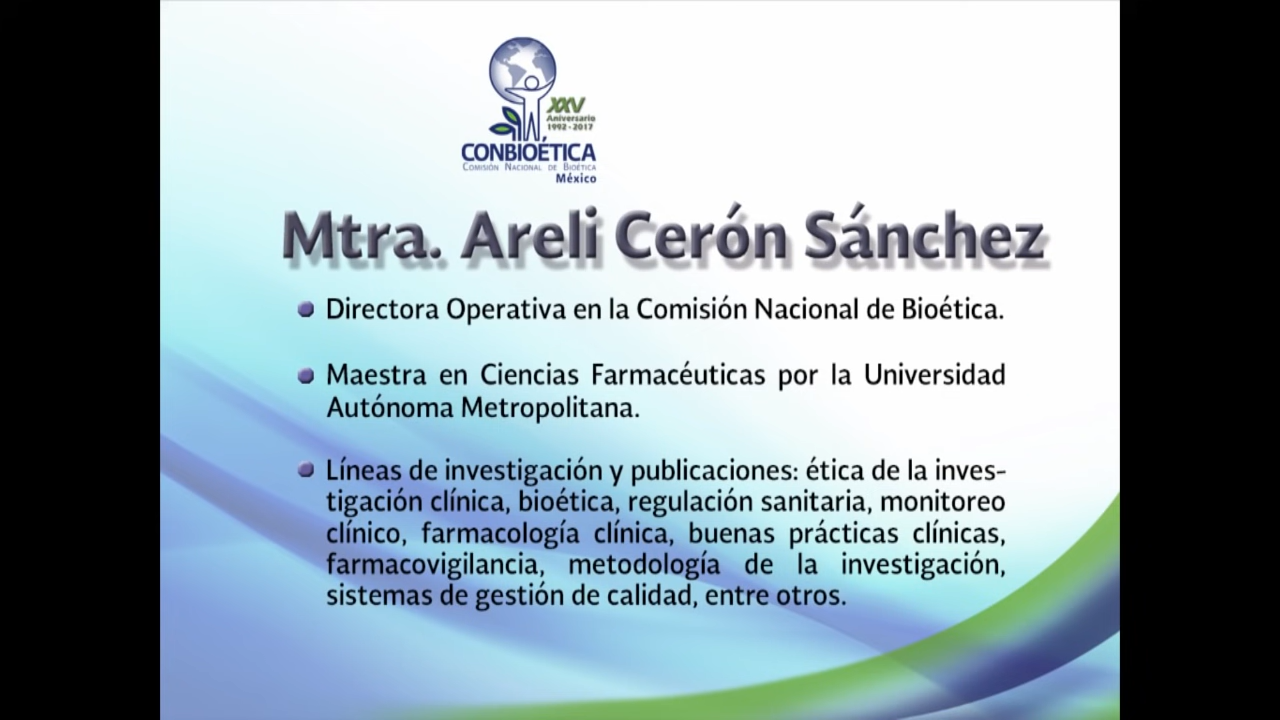 XXV
Aniversario
1992-2017
CONBIOÉTICA
COMISIÓN NACIONAL DE BIOÉTICA
México
Mtra. Areli Cerón Sánchez
Directora Operativa en la Comisión Nacional de Bioética.
Maestra en Ciencias Farmacéuticas por la Universidad
Autónoma Metropolitana.
Líneas de investigación y publicaciones: ética de la inves-
tigación clínica, bioética, regulación sanitaria, monitoreo
clínico, farmacología clínica, buenas prácticas clínicas,
farmacovigilancia, metodología de la investigación,
sistemas de gestión de calidad, entre otros.